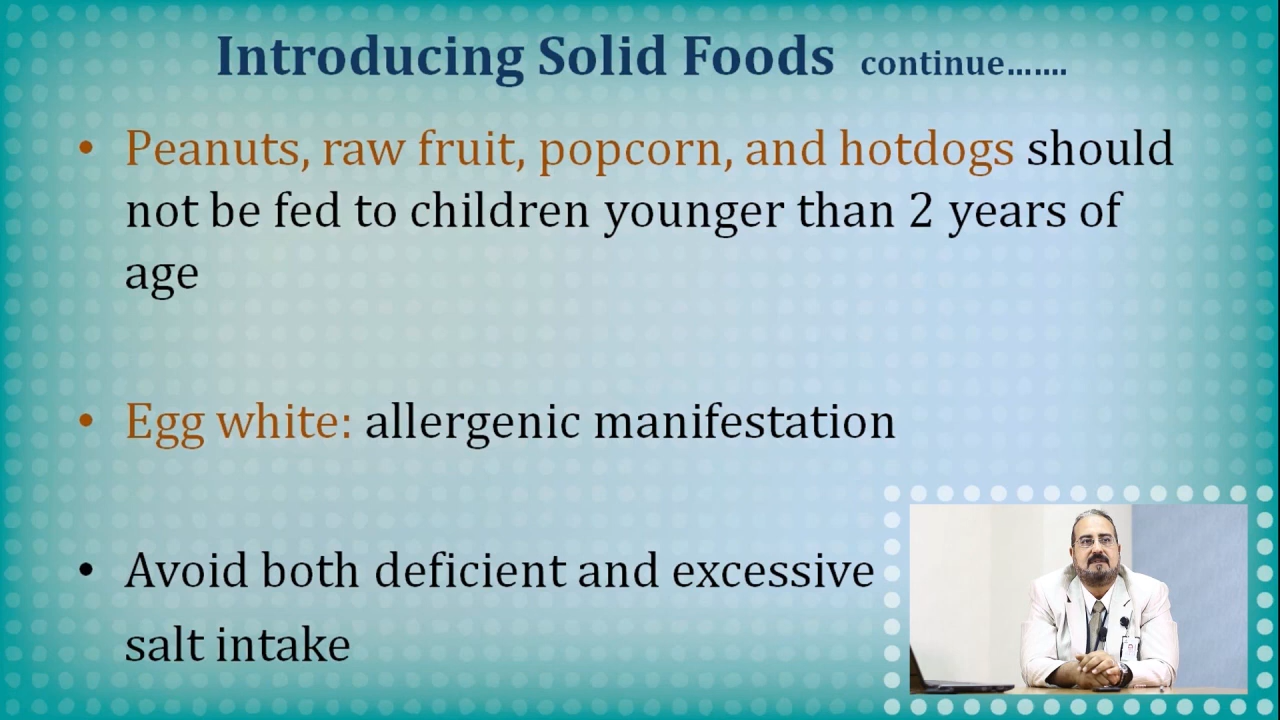 Introducing Solid Foods continue.......
• Peanuts, raw fruit, popcorn, and hotdogs should
not be fed to children younger than 2 years of
age
• Egg white: allergenic manifestation
• Avoid both deficient and excessive
salt intake